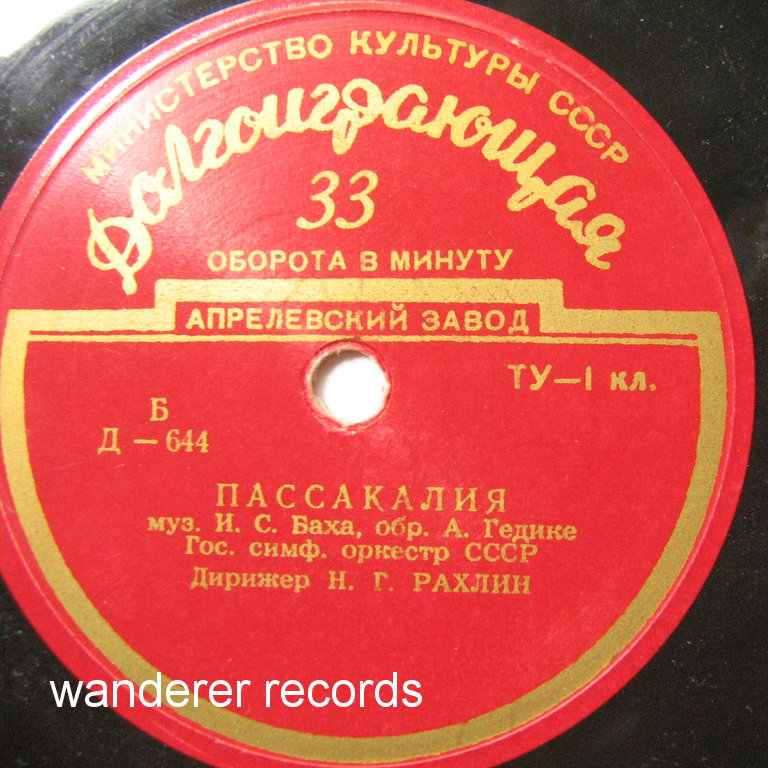 МИНИСТЕРСТВО КУЛЬТУРЫ СССР
Долгоиграющая
33
ОБОРОТА В МИНУТУ
АПРЕЛЕВСКИЙ ЗАВОД
ТУ—1 кл.
Б
Д — 644
ПАССАКАЛИЯ
муз. И. С. Баха, обр. А. Гедике
Гос. симф. оркестр СССР
Дирижер Н. Г. РАХЛИН
wanderer records